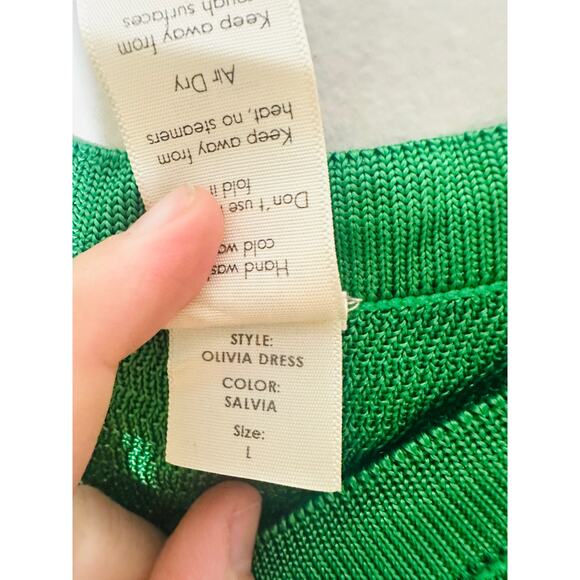 Hand
cold
Don't use
fold
Keep away from
heat, no steamers
Air Dry
Keep away from
surfaces
STYLE:
OLIVIA DRESS
COLOR:
SALVIA
Size:
L